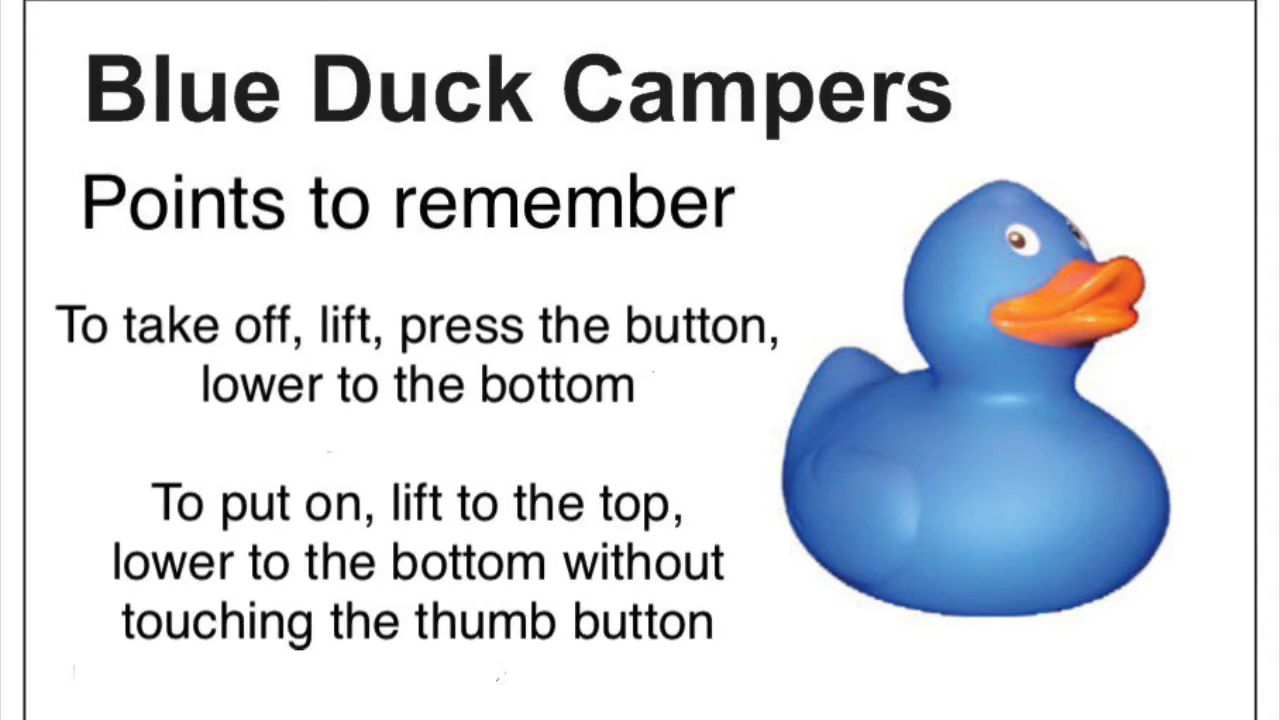 Blue Duck Campers
Points to remember
To take off, lift, press the button,
lower to the bottom
To put on, lift to the top,
lower to the bottom without
touching the thumb button